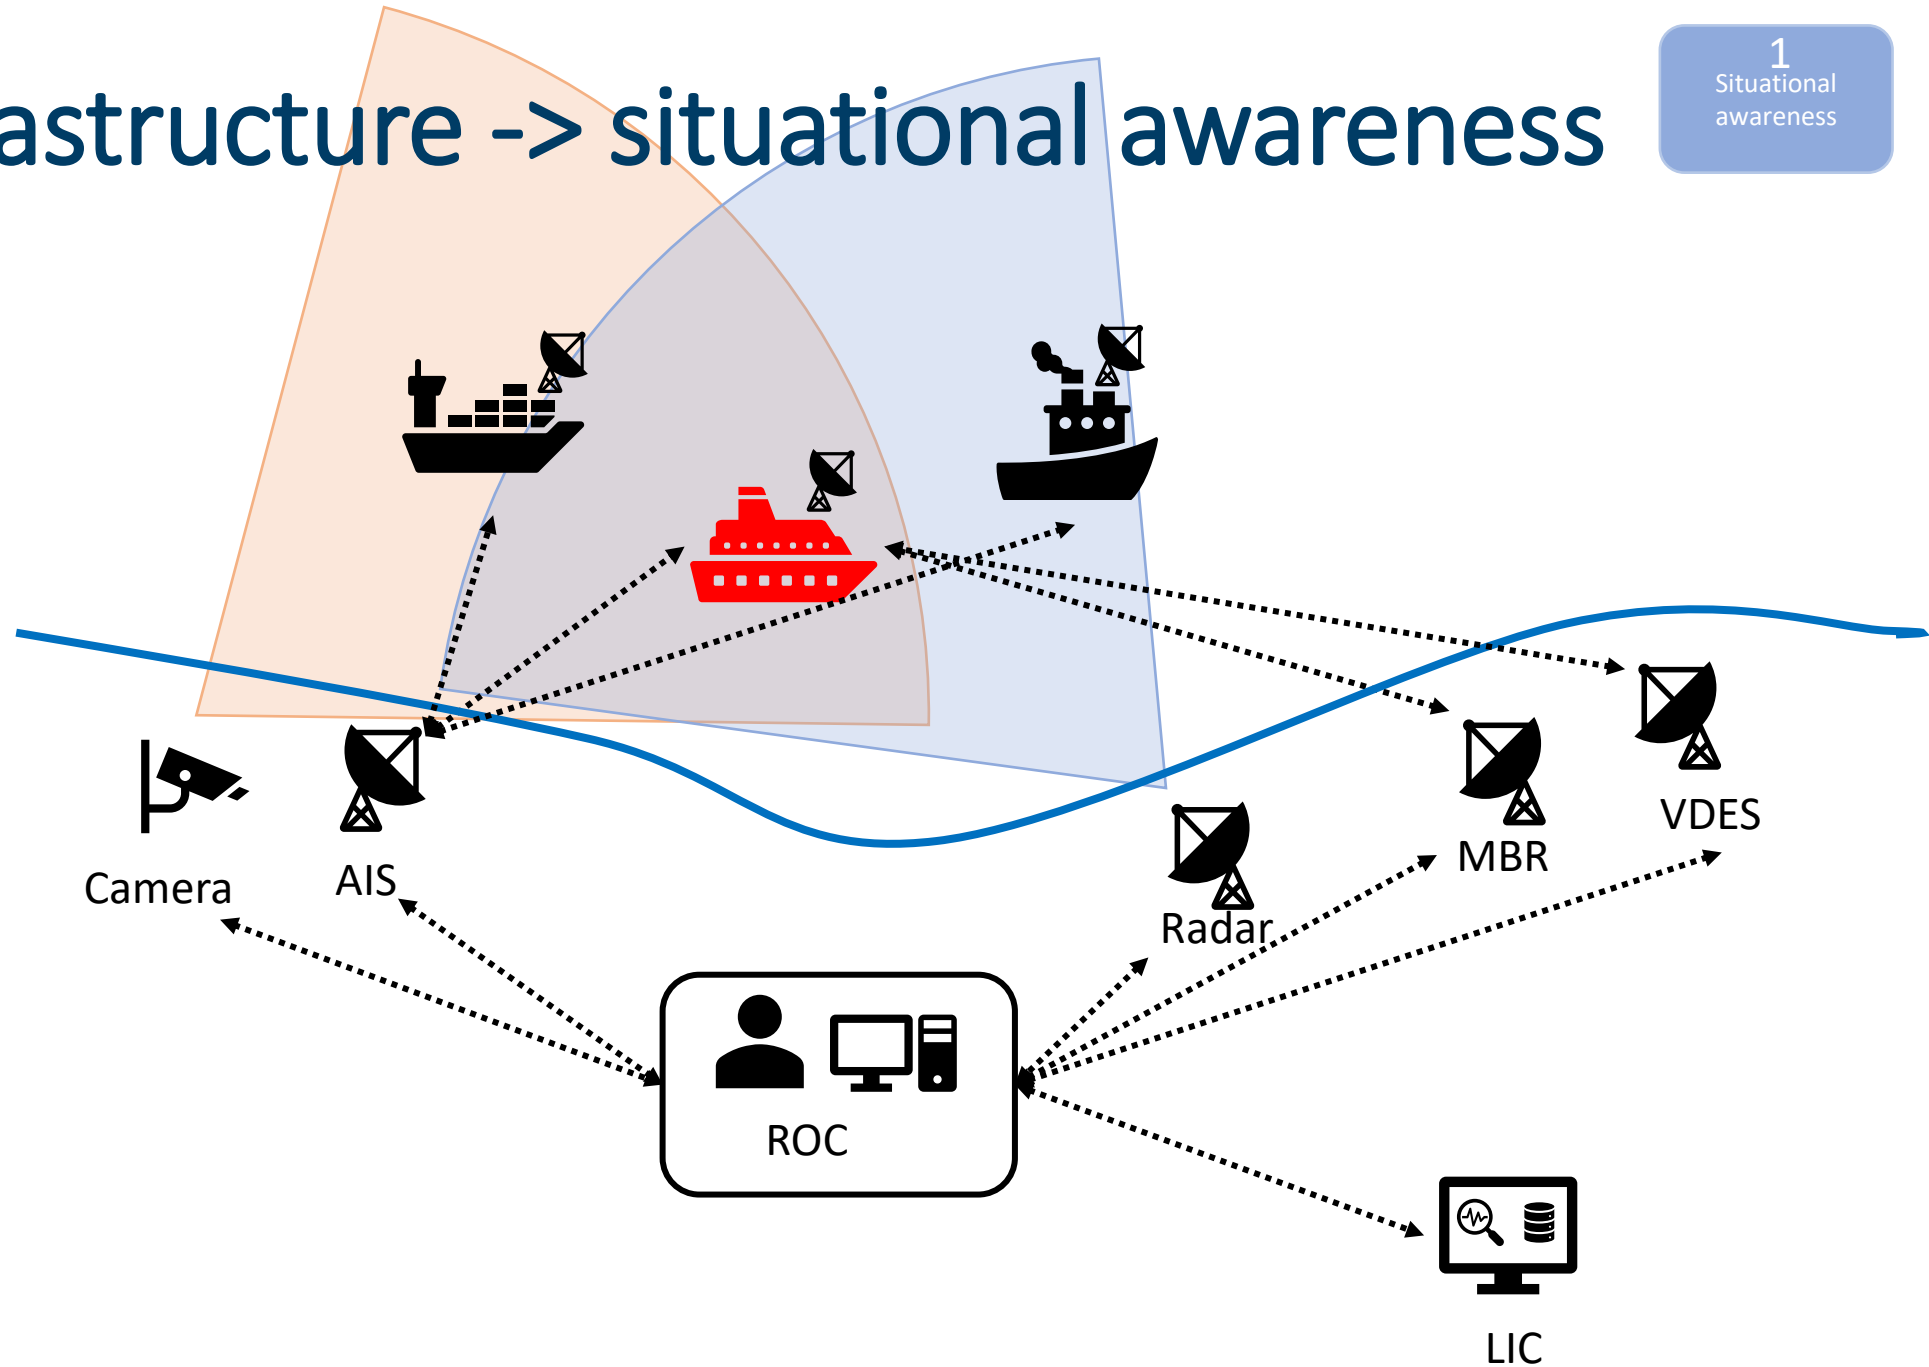 astructure -> situational awareness
1
Situational
awareness
VDES
MBR
AIS
Camera
Radar
ROC
LIC